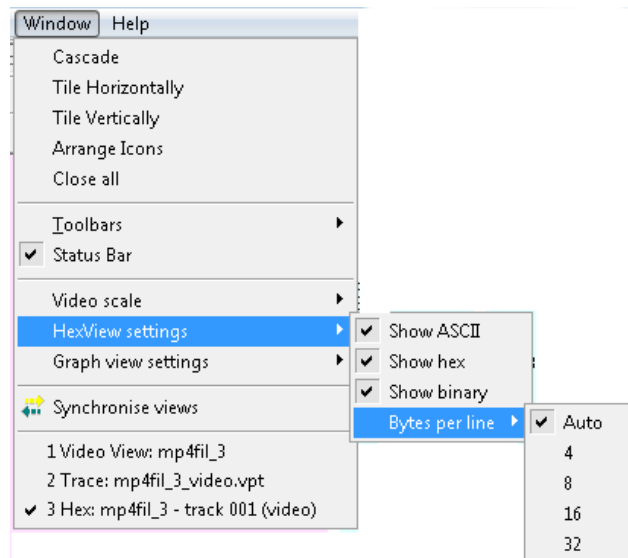 Window Help
Cascade
Tile Horizontally
Tile Vertically
Arrange Icons
Close all
Toolbars
Status Bar
Video scale
HexView settings
Graph view settings
Synchronise views
1 Video View: mp4fil_3
2 Trace: mp4fil_3_video.vpt
3 Hex: mp4fil_3 - track 001 (video)
Show ASCII
Show hex
Show binary
Bytes per line
Auto
4
8
16
32